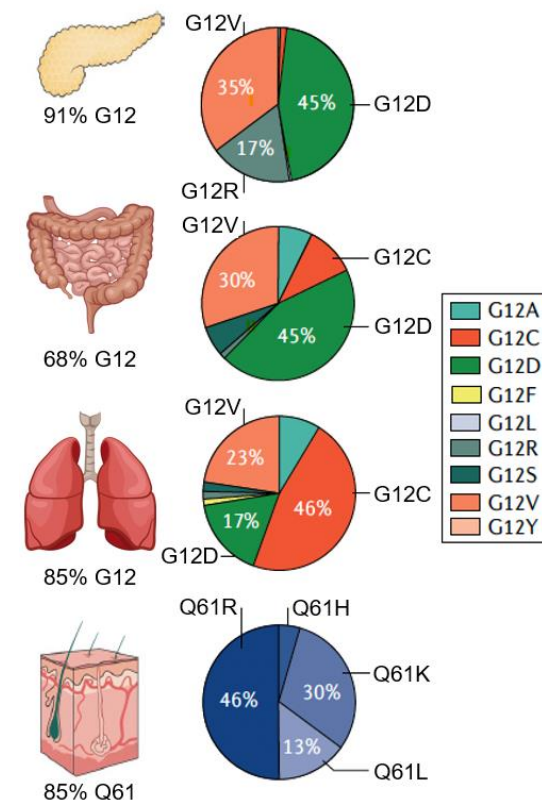 G12V
35%
45%
G12D
17%
91% G12
G12R
G12V
G12C
30%
G12D
45%
68% G12
G12A
G12C
G12D
G12F
G12L
G12R
G12S
G12V
G12Y
G12V
23%
G12C
46%
17%
G12D
85% G12
Q61R
Q61H
Q61K
46%
30%
13%
Q61L
85% Q61